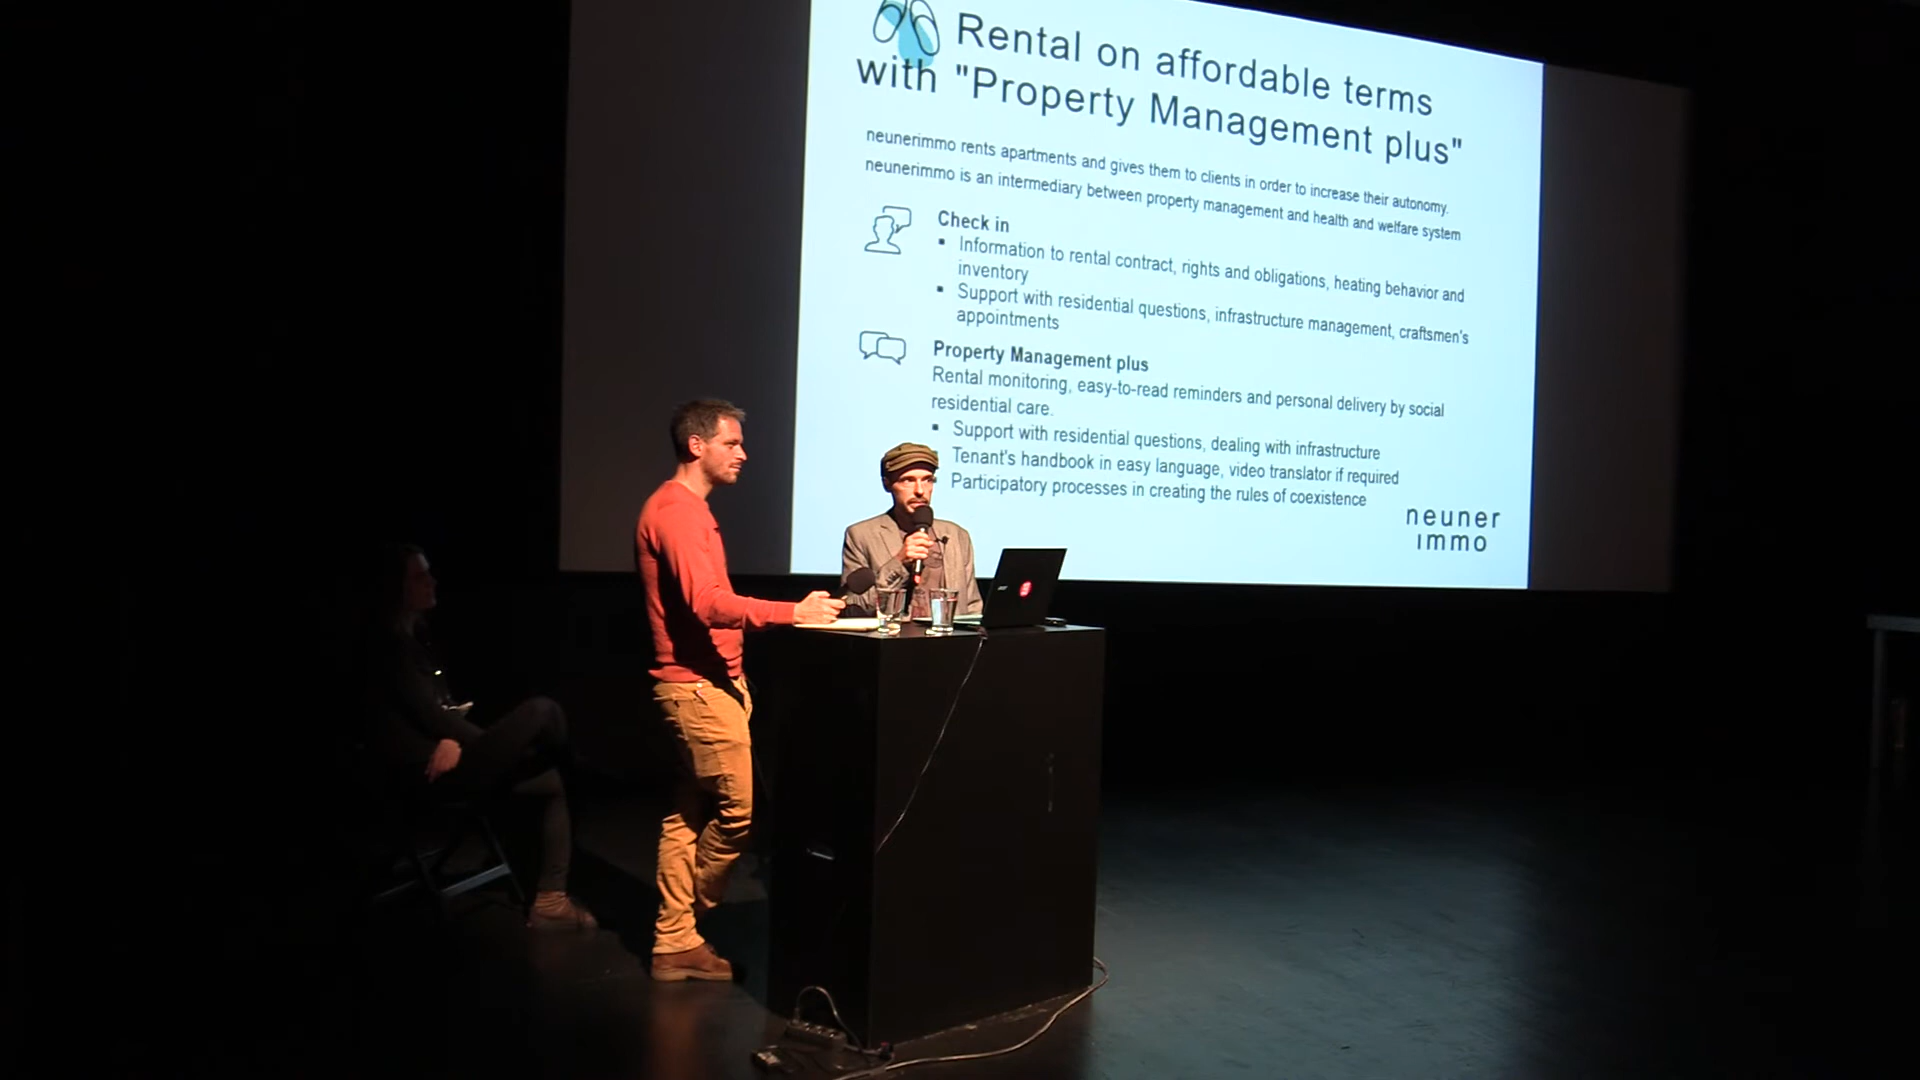 Rental on affordable terms
with "Property Management plus"
neunerimmo rents apartments and gives them to clients in order to increase their autonomy.
neunerimmo is an intermediary between property management and health and welfare system
Check in
▪ Information to rental contract, rights and obligations, heating behavior and
inventory
▪ Support with residential questions, infrastructure management, craftsmen's
appointments
Property Management plus
Rental monitoring, easy-to-read reminders and personal delivery by social
residential care.
▪ Support with residential questions, dealing with infrastructure
Tenant's handbook in easy language, video translator if required
Participatory processes in creating the rules of coexistence
neuner
immo